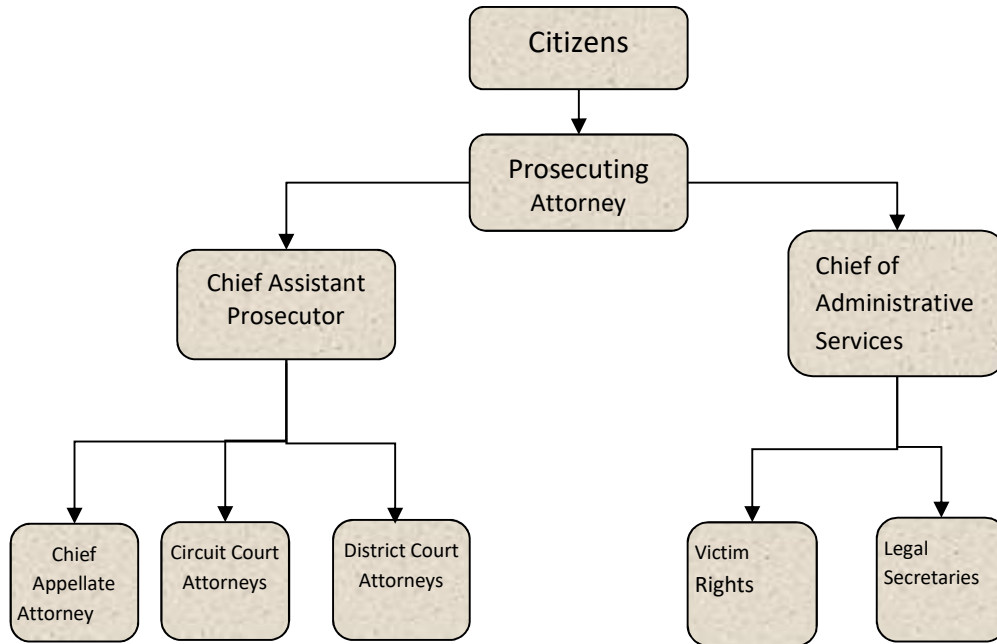 Citizens
Prosecuting
Attorney
Chief Assistant
Prosecutor
Chief of
Administrative
Services
Chief
Appellate
Attorney
Circuit Court
Attorneys
District Court
Attorneys
Victim
Rights
Legal
Secretaries